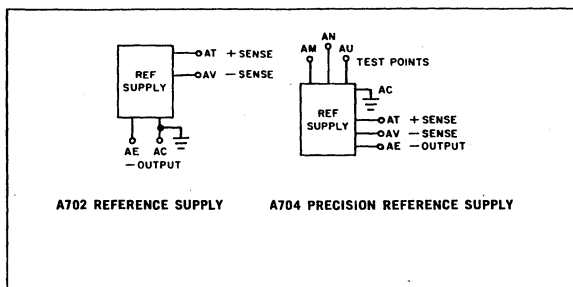 AT + SENSE
REF
SUPPLY
AV − SENSE
AE AC
− OUTPUT
A702 REFERENCE SUPPLY
AN
AM AU
TEST POINTS
AC
REF
SUPPLY
AT + SENSE
AV − SENSE
AE − OUTPUT
A704 PRECISION REFERENCE SUPPLY